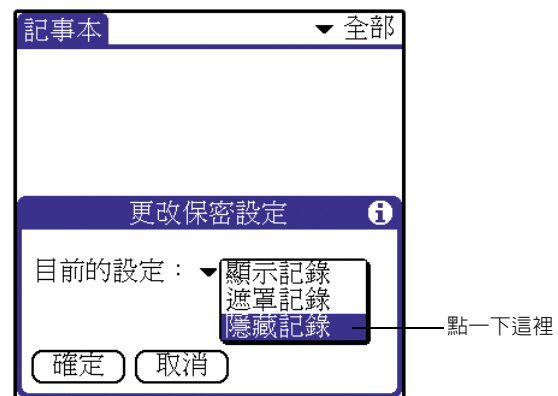 記事本
全部
更改保密設定
目前的設定：
顯示記錄
遮罩記錄
隱藏記錄
點一下這裡
確定
取消